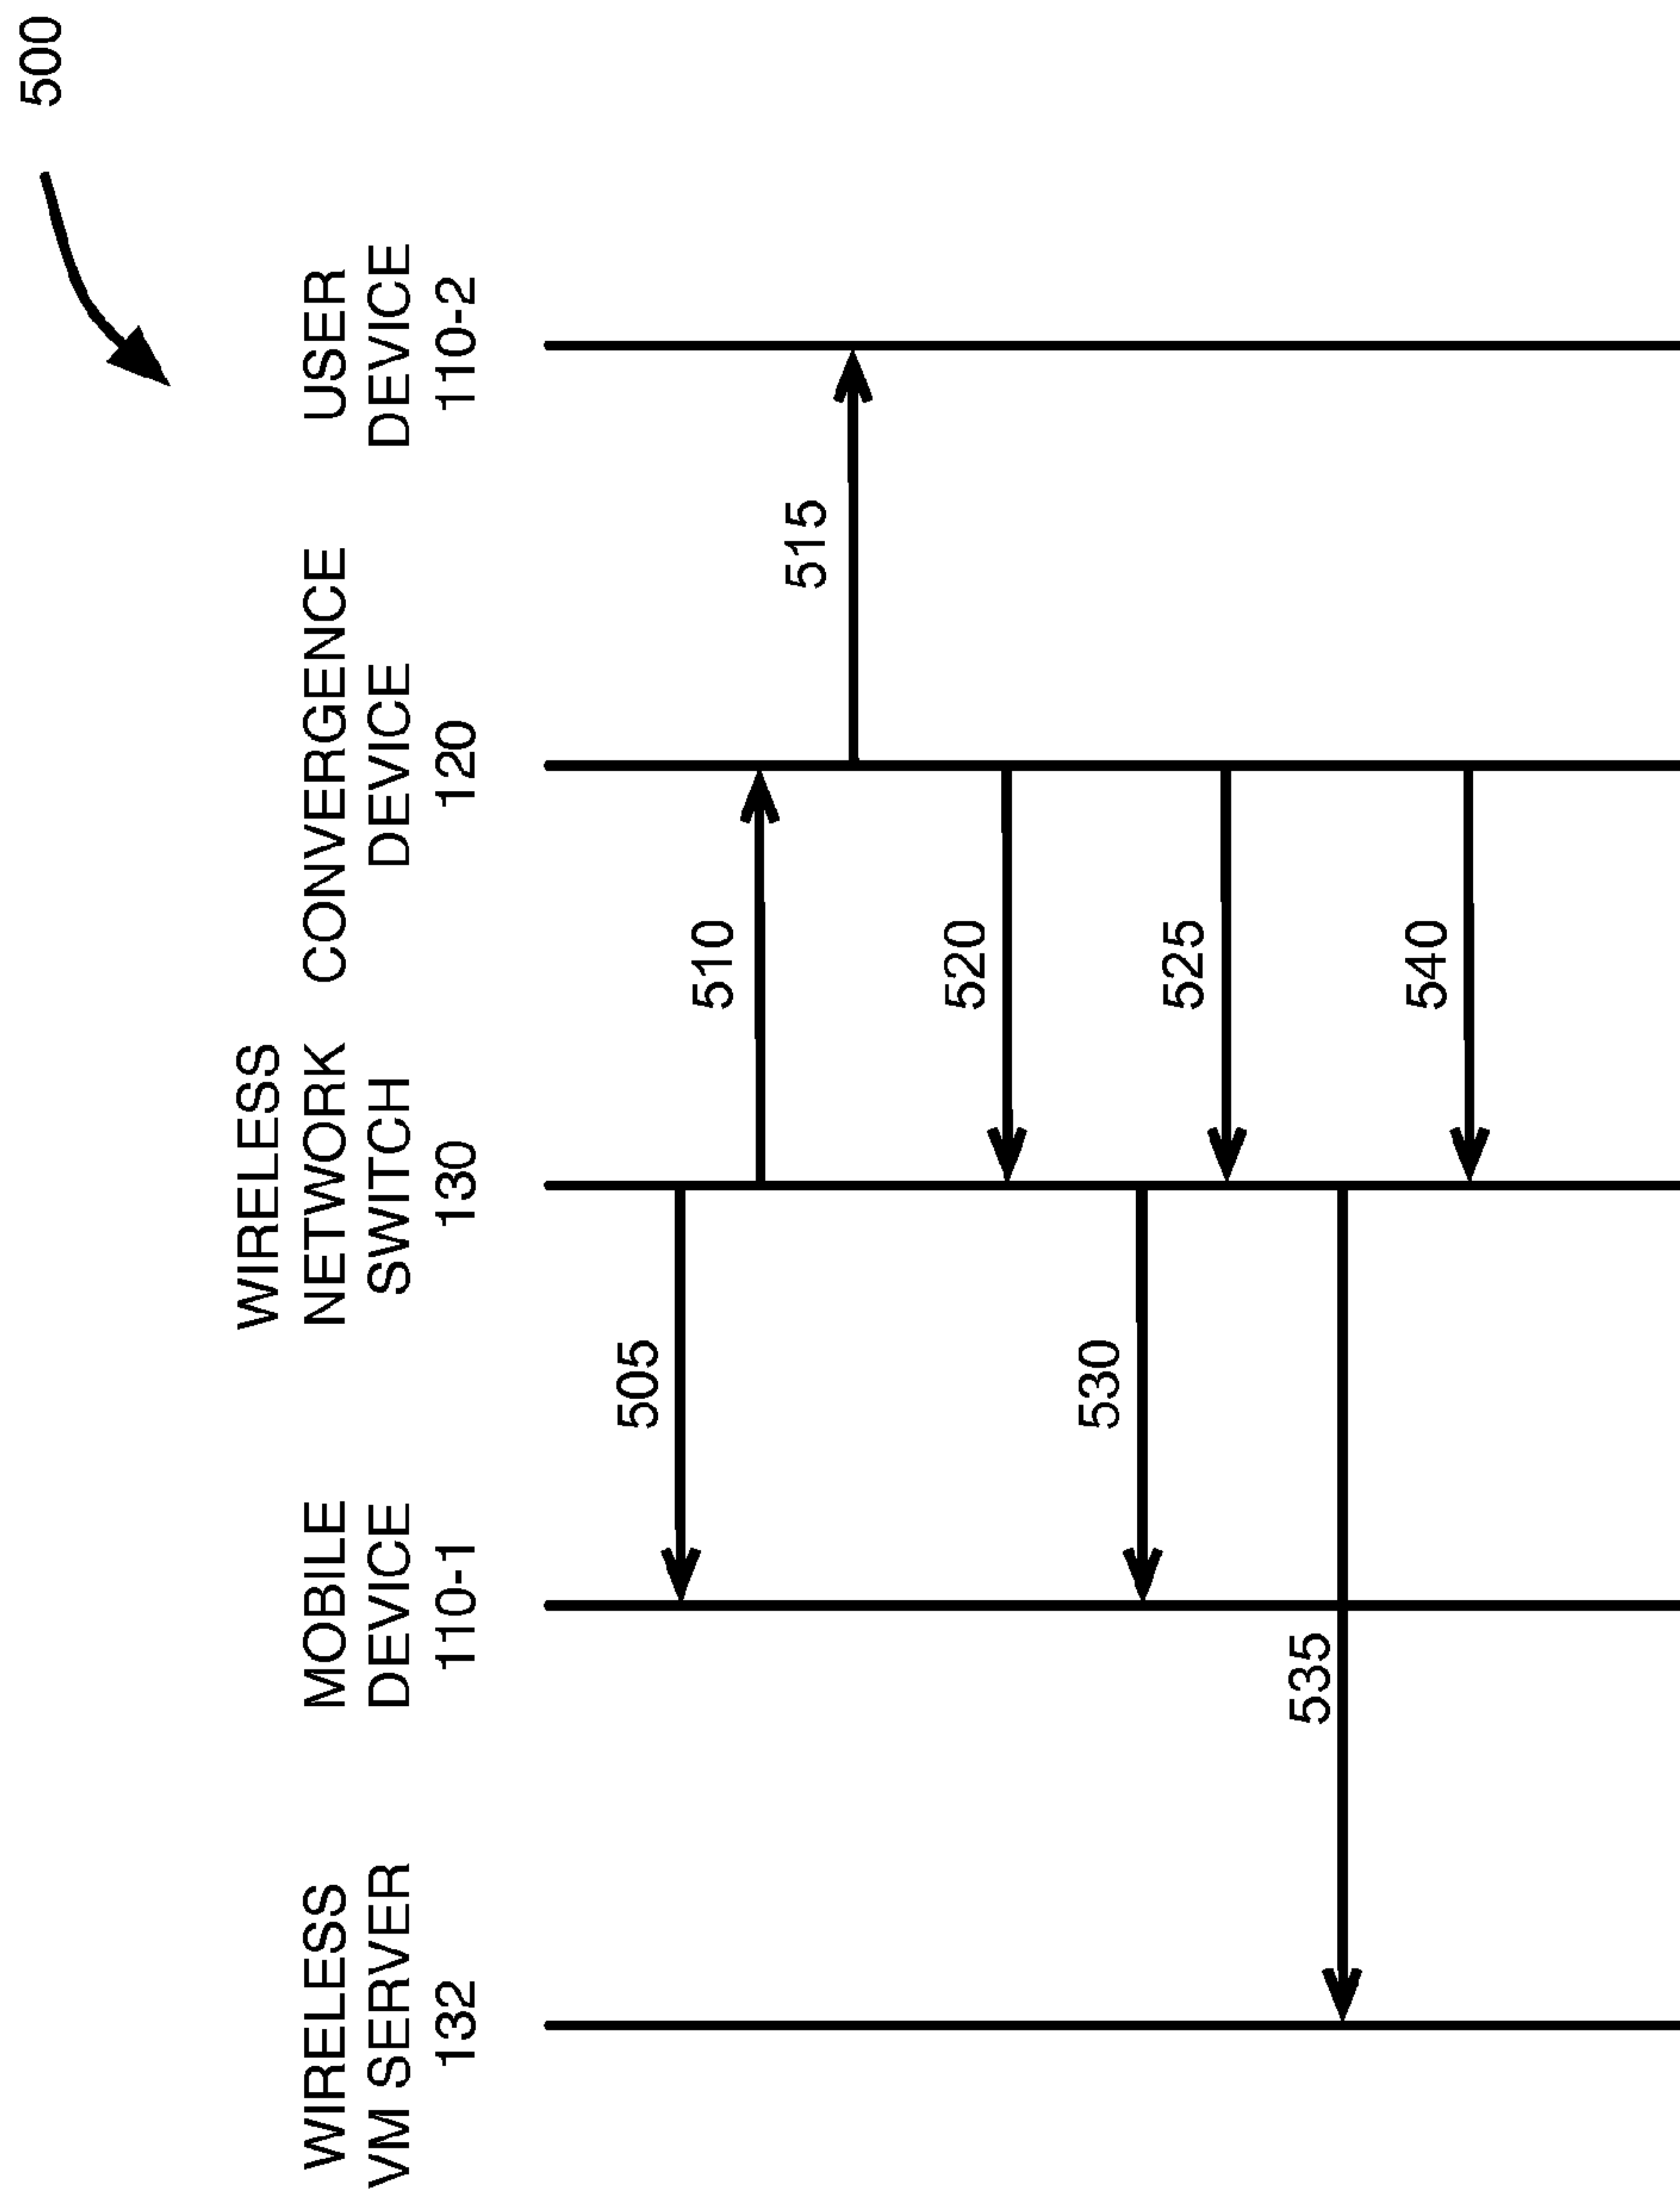 500
WIRELESS
VM SERVER
132
MOBILE
DEVICE
110-1
WIRELESS
NETWORK
SWITCH
130
CONVERGENCE
DEVICE
120
USER
DEVICE
110-2
505
510
515
520
530
525
535
540